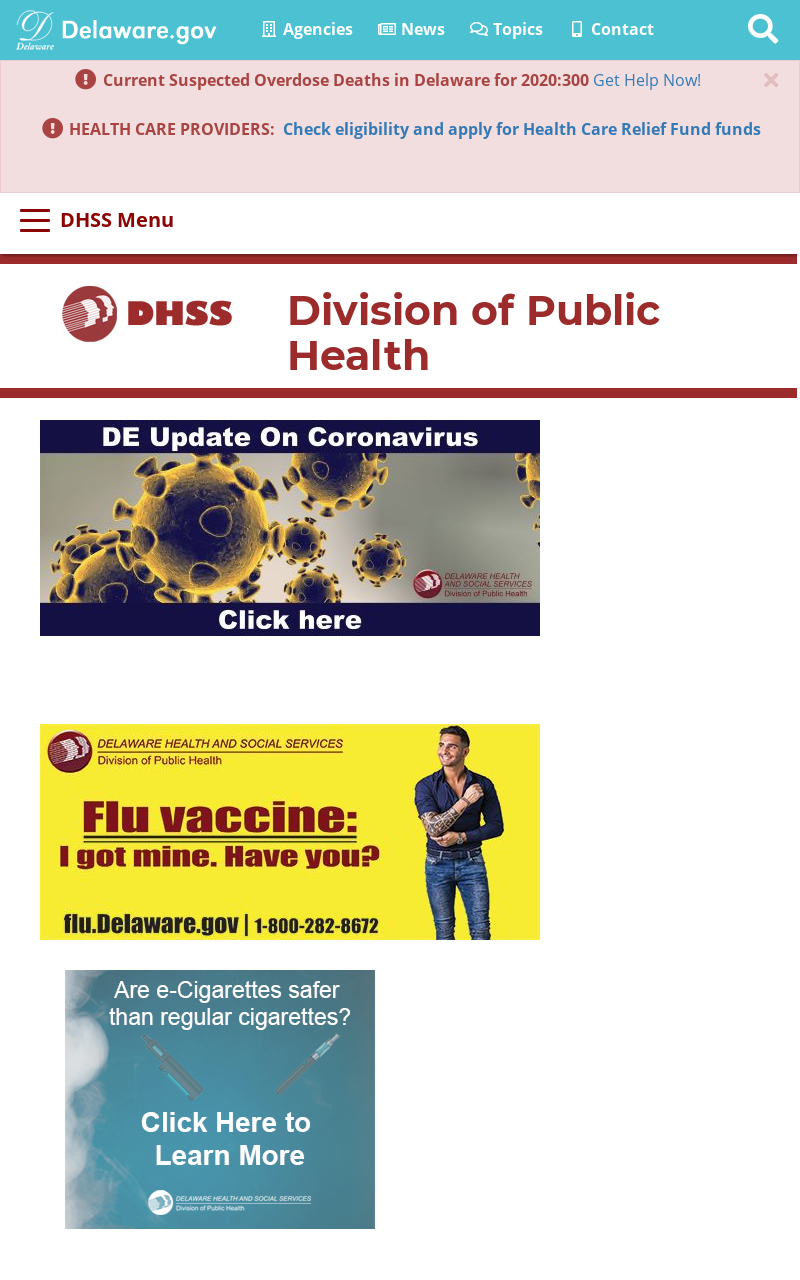 Delaware.gov
Delaware
Agencies
News
Topics
Contact
Current Suspected Overdose Deaths in Delaware for 2020:300 Get Help Now!
HEALTH CARE PROVIDERS: Check eligibility and apply for Health Care Relief Fund funds
DHSS Menu
DHSS
Division of Public
Health
DE Update On Coronavirus
DELAWARE HEALTH
AND SOCIAL SERVICES
Division of Public Health
Click here
DELAWARE HEALTH AND SOCIAL SERVICES
Division of Public Health
Flu vaccine:
I got mine. Have you?
flu.Delaware.gov | 1-800-282-8672
Are e-Cigarettes safer
than regular cigarettes?
Click Here to
Learn More
DELAWARE HEALTH AND SOCIAL SERVICES
Division of Public Health